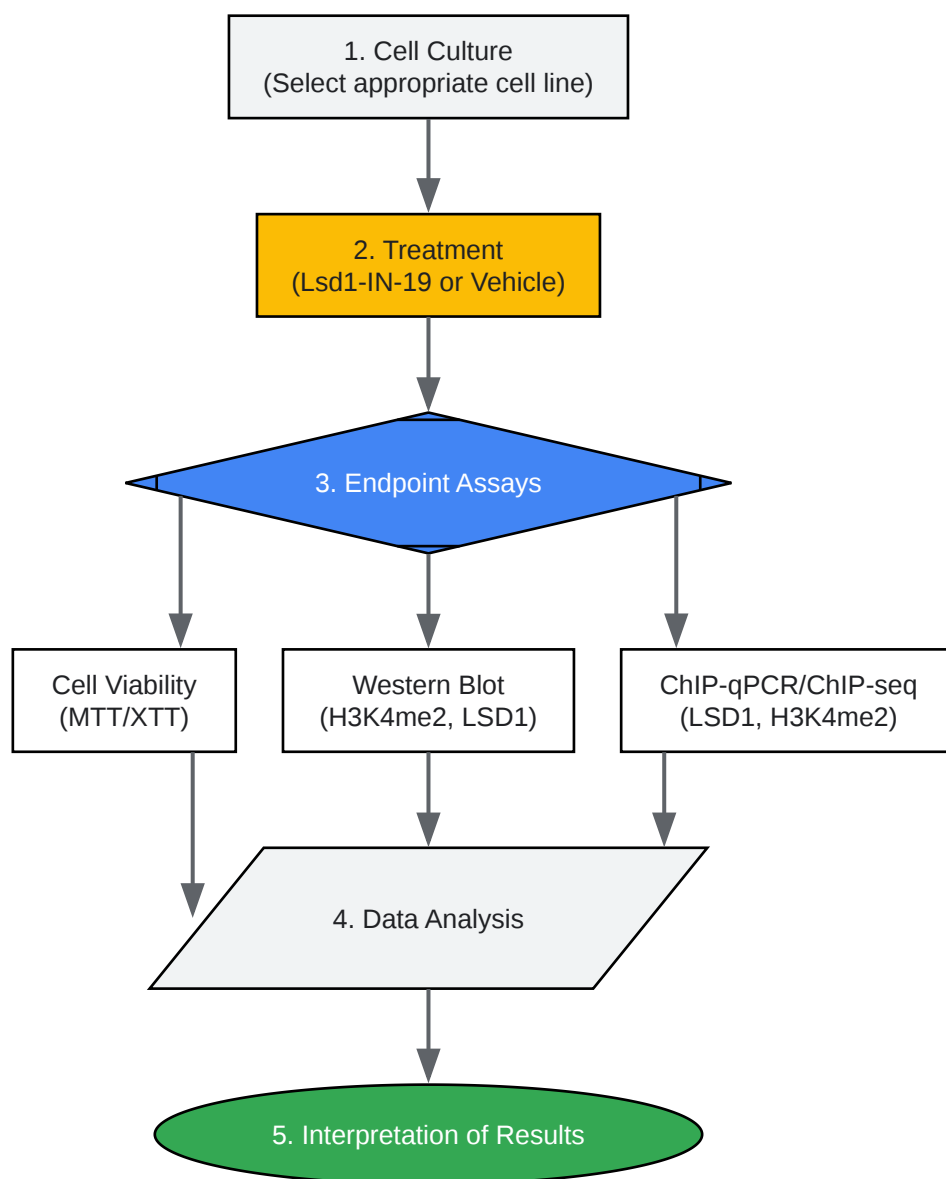 1. Cell Culture
(Select appropriate cell line)
2. Treatment
(Lsd1-IN-19 or Vehicle)
3. Endpoint Assays
Cell Viability
(MTT/XTT)
Western Blot
(H3K4me2, LSD1)
ChIP-qPCR/ChIP-seq
(LSD1, H3K4me2)
4. Data Analysis
5. Interpretation of Results